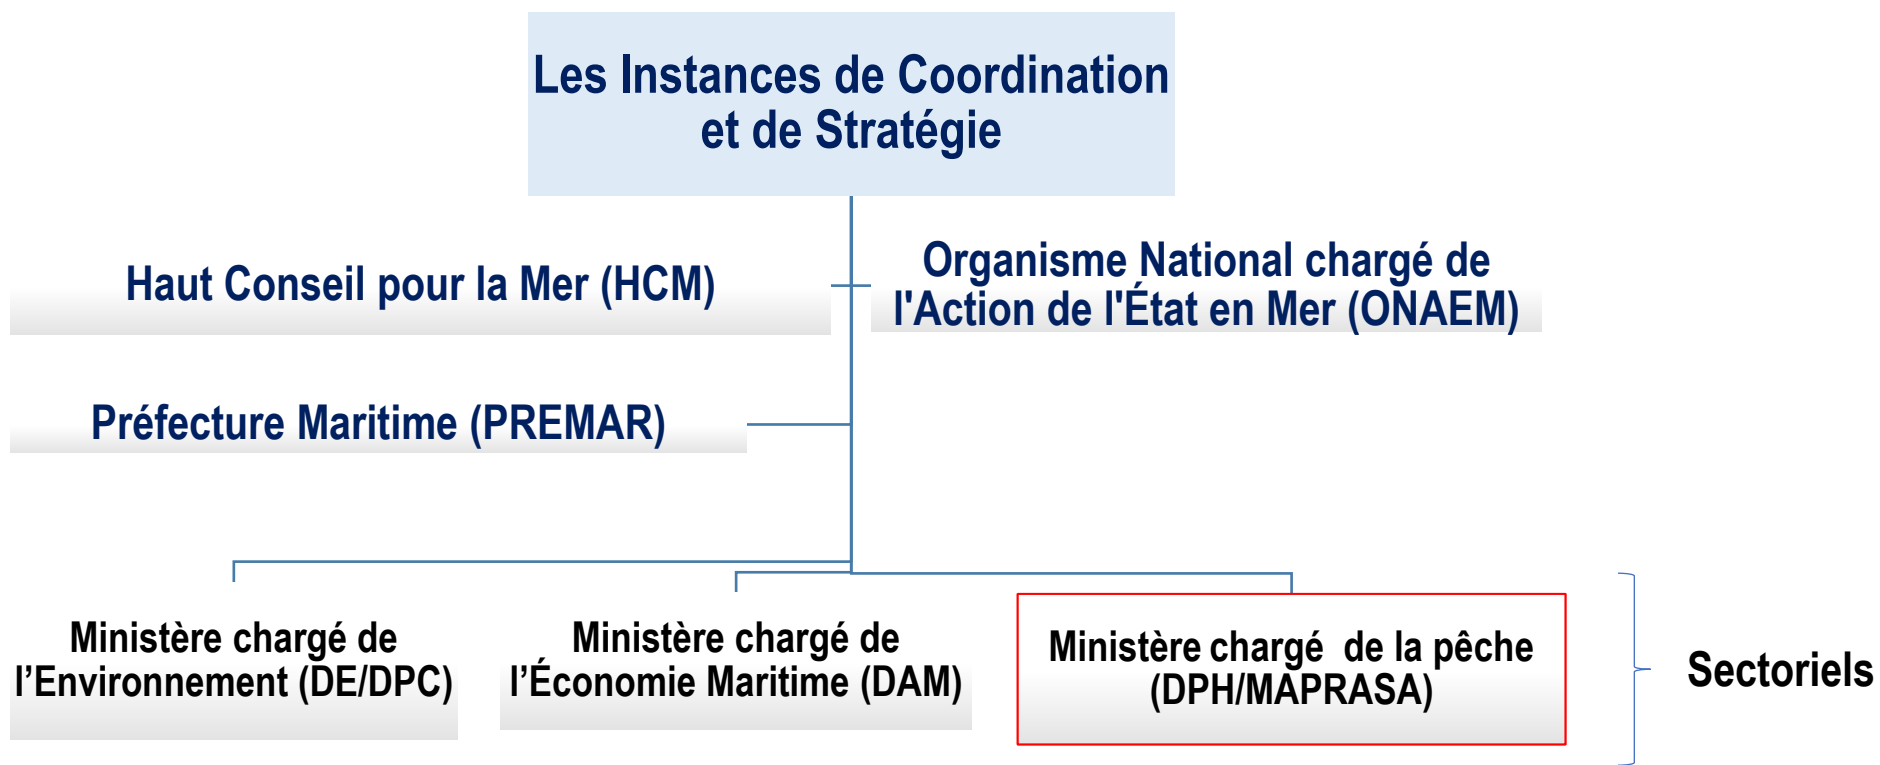 Les Instances de Coordination
et de Stratégie
Haut Conseil pour la Mer (HCM)
Organisme National chargé de
l'Action de l'État en Mer (ONAEM)
Préfecture Maritime (PREMAR)
Ministère chargé de
l’Environnement (DE/DPC)
Ministère chargé de
l’Économie Maritime (DAM)
Ministère chargé  de la pêche
(DPH/MAPRASA)
Sectoriels